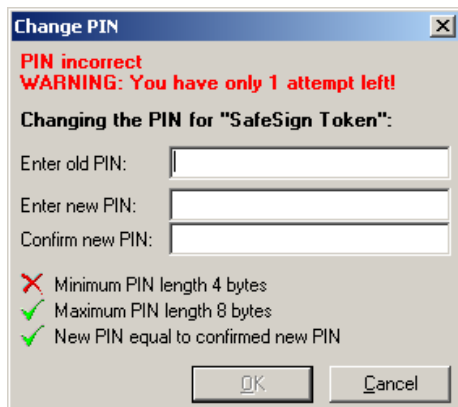 Change PIN
PIN incorrect
WARNING: You have only 1 attempt left!
Changing the PIN for "SafeSign Token":
Enter old PIN:
Enter new PIN:
Confirm new PIN:
Minimum PIN length 4 bytes
Maximum PIN length 8 bytes
New PIN equal to confirmed new PIN
OK Cancel